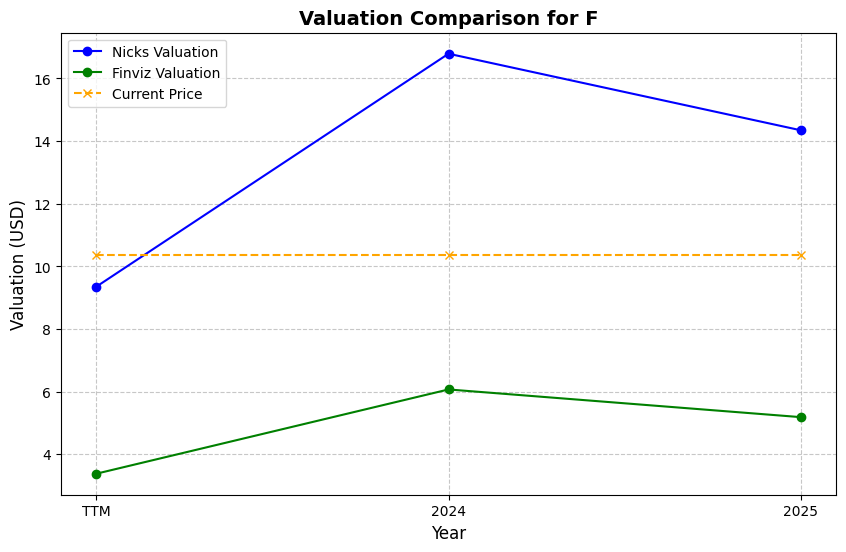 Valuation Comparison for F
Nicks Valuation
Finviz Valuation
Current Price
Valuation (USD)
16
14
12
10
8
6
4
TTM 2024 2025
Year